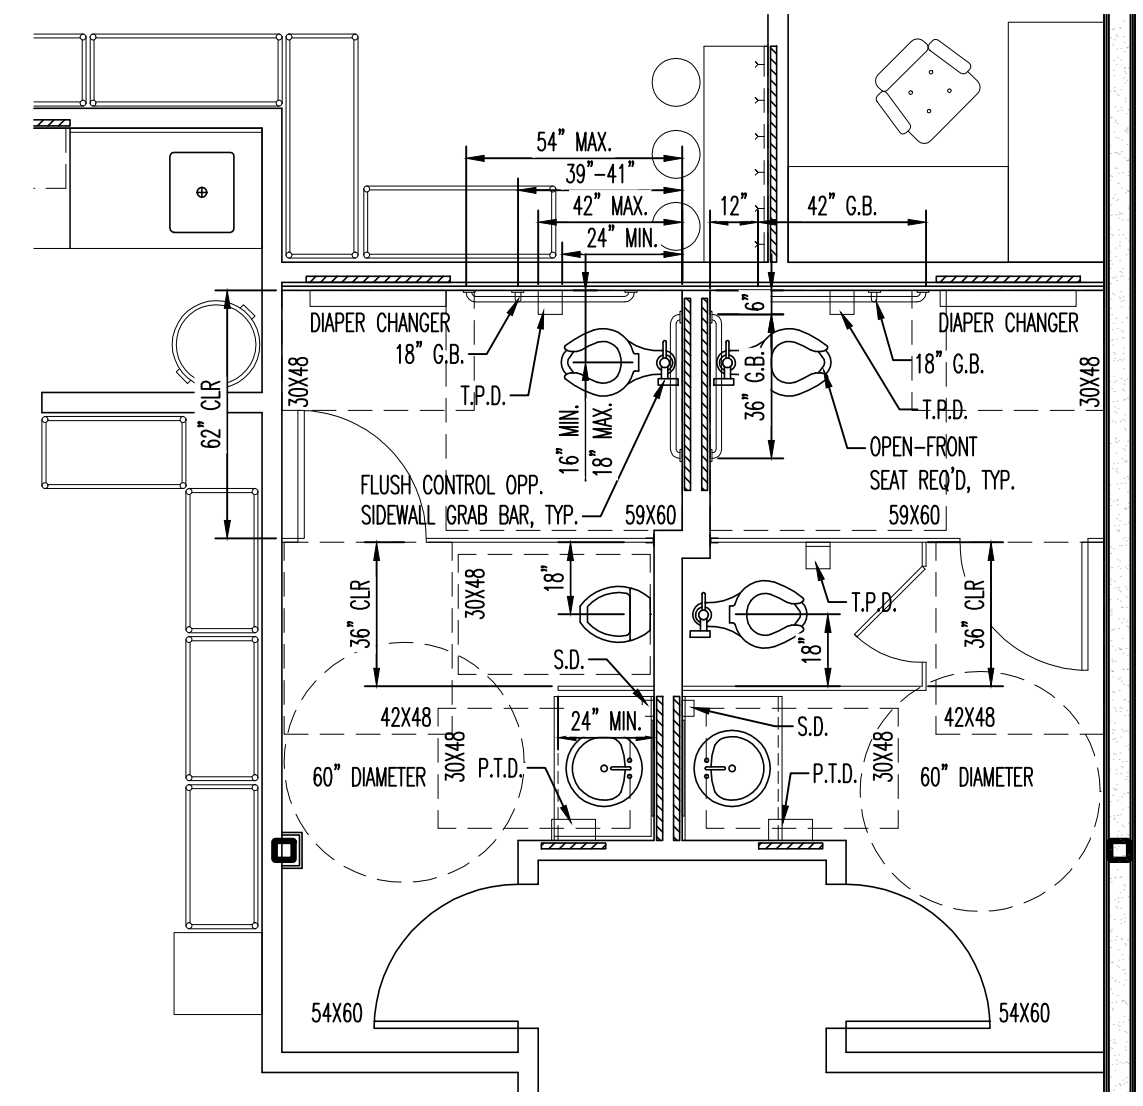 54" MAX.
39"-41"
42" MAX.
12"
42" G.B.
24" MIN.
6"
DIAPER CHANGER
DIAPER CHANGER
18" G.B.
18" G.B.
30X48
62" CLR
T.P.D.
36" G.B.
30X48
T.P.D.
16" MIN.
18" MAX.
OPEN-FRONT
SEAT REQ'D, TYP.
FLUSH CONTROL OPP.
SIDEWALL GRAB BAR, TYP.
59X60
59X60
36" CLR
30X48
18"
T.P.D.
36" CLR
18"
S.D.
42X48
24" MIN.
S.D.
42X48
30X48
P.T.D.
P.T.D.
30X48
60" DIAMETER
60" DIAMETER
54X60
54X60